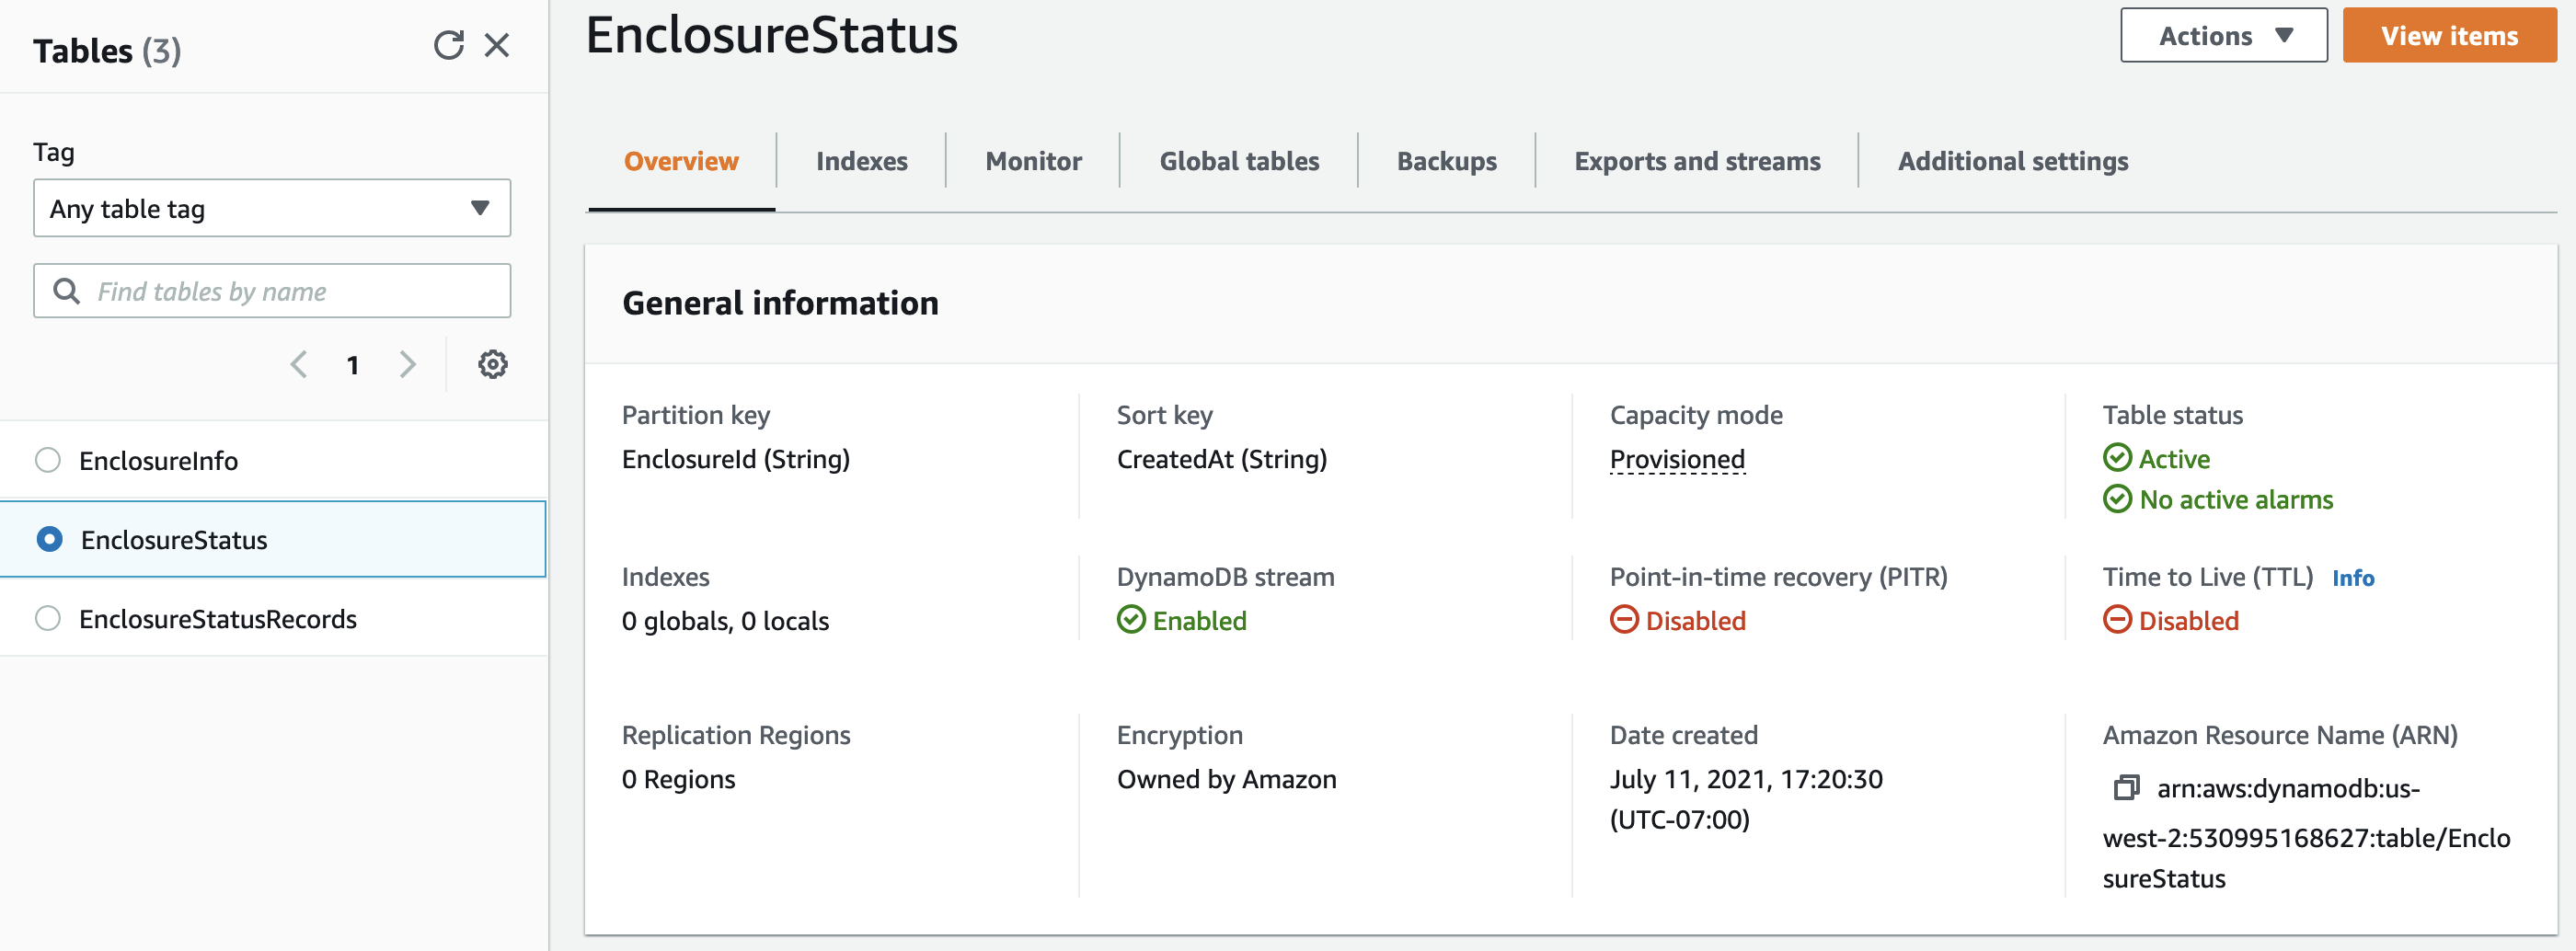 Tables (3)
Tag
Any table tag
Find tables by name
1
EnclosureInfo
EnclosureStatus
EnclosureStatusRecords
EnclosureStatus
Actions
View items
Overview
Indexes
Monitor
Global tables
Backups
Exports and streams
Additional settings
General information
Partition key
EnclosureId (String)
Sort key
CreatedAt (String)
Capacity mode
Provisioned
Table status
Active
No active alarms
Indexes
0 globals, 0 locals
DynamoDB stream
Enabled
Point-in-time recovery (PITR)
Disabled
Time to Live (TTL) Info
Disabled
Replication Regions
0 Regions
Encryption
Owned by Amazon
Date created
July 11, 2021, 17:20:30
(UTC-07:00)
Amazon Resource Name (ARN)
arn:aws:dynamodb:us-
west-2:530995168627:table/Enclo
sureStatus